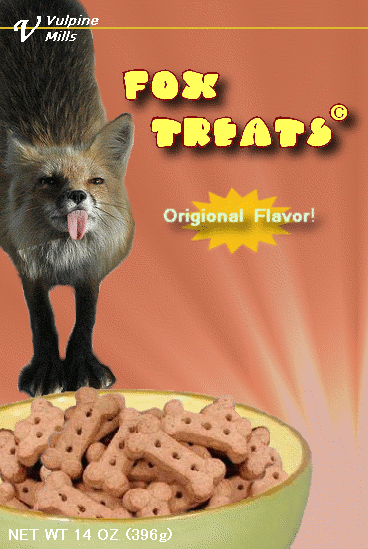 V Vulpine
Mills
FOX
TREATS©
Origional Flavor!
NET WT 14 OZ (396g)